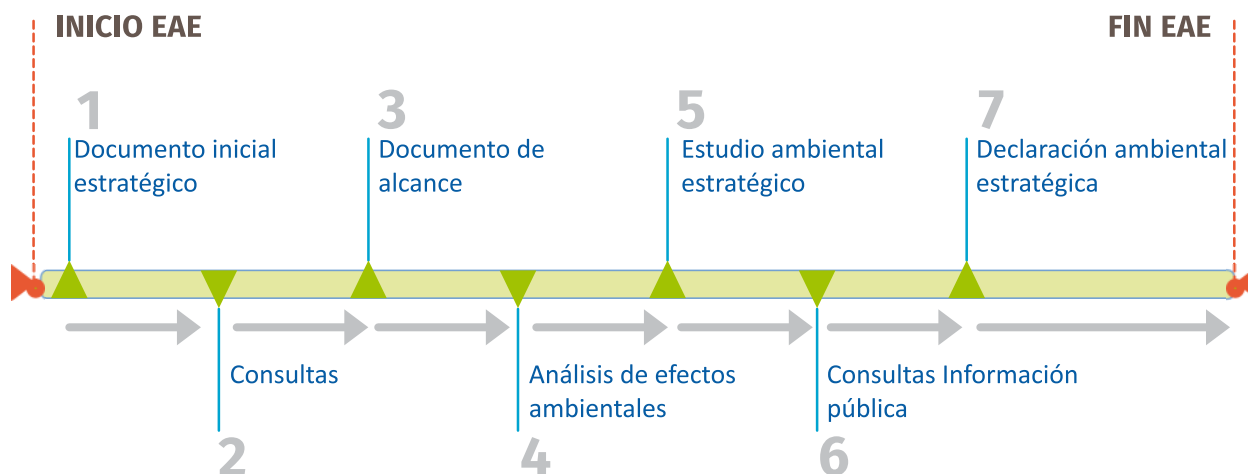 INICIO EAE
FIN EAE
1
Documento inicial
estratégico
2
Consultas
3
Documento de
alcance
4
Análisis de efectos
ambientales
5
Estudio ambiental
estratégico
6
Consultas Información
pública
7
Declaración ambiental
estratégica